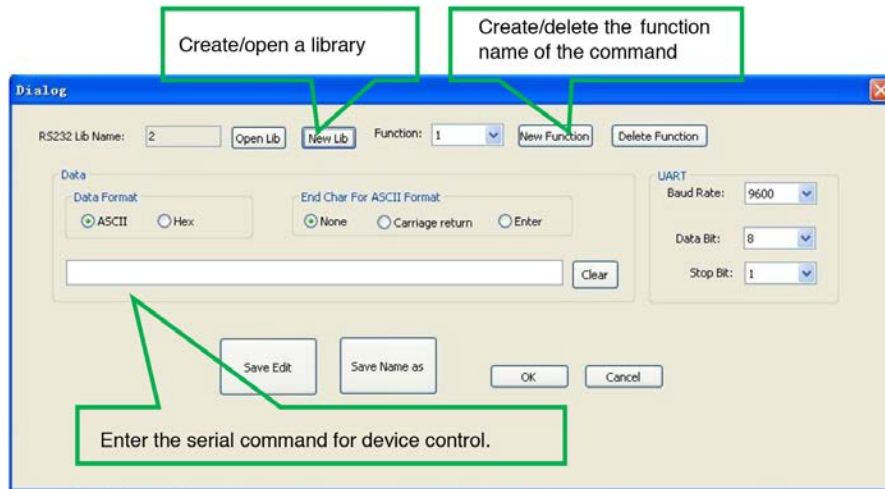 Create/open a library
Create/delete the function
name of the command
Dialog
RS232 Lib Name: 2 Open Lib New Lib Function: 1 New Function Delete Function
Data
Data Format
ASCII Hex
End Char For ASCII Format
None Carriage return Enter
Clear
UART
Baud Rate: 9600
Data Bit: 8
Stop Bit: 1
Save Edit Save Name as OK Cancel
Enter the serial command for device control.